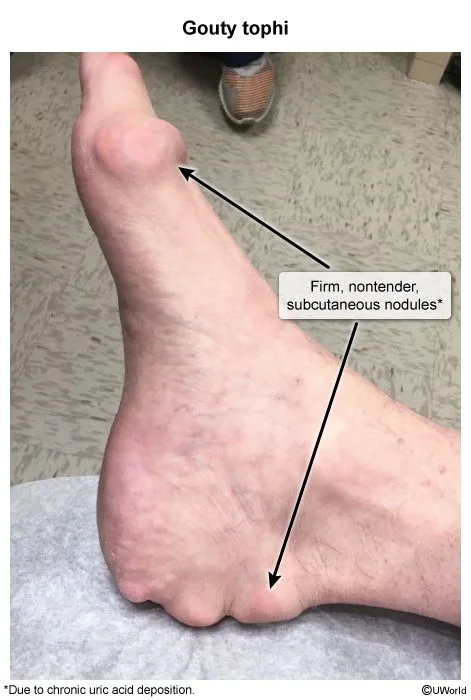 Gouty tophi
Firm, nontender,
subcutaneous nodules*
*Due to chronic uric acid deposition.
©UWorld